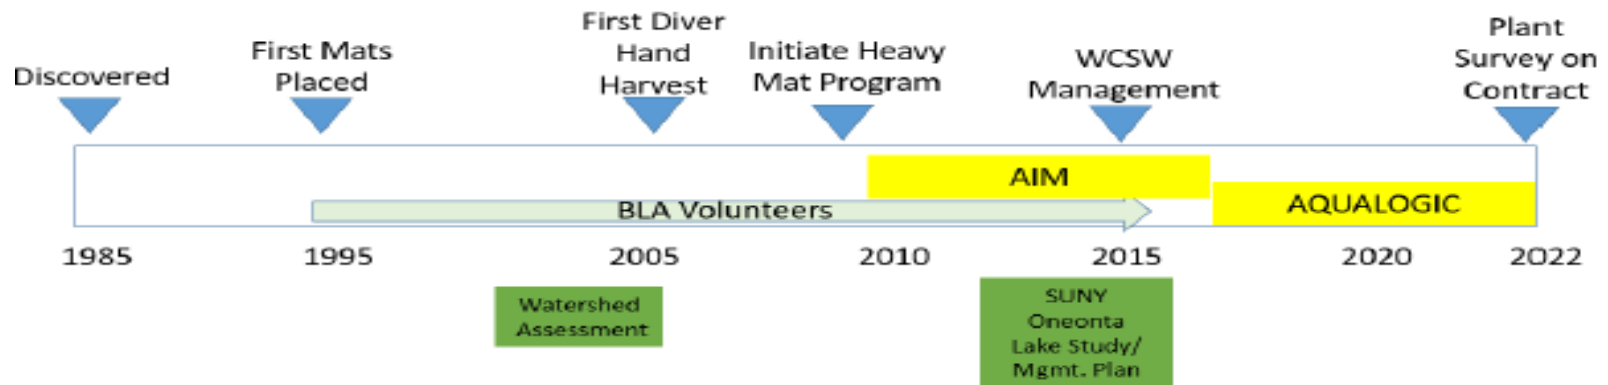 Discovered
First Mats
Placed
First Diver
Hand
Harvest
Initiate Heavy
Mat Program
WCSW
Management
Plant
Survey on
Contract
AIM
BLA Volunteers
AQUALOGIC
1985
1995
2005
2010
2015
2020
2022
Watershed
Assessment
SUNY
Oneonta
Lake Study/
Mgmt. Plan